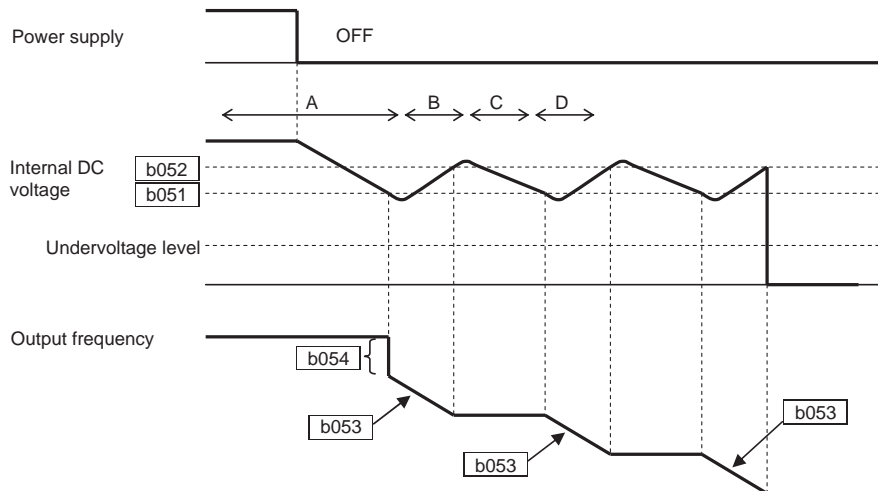 Power supply
OFF
A
B
C
D
Internal DC
voltage
b052
b051
Undervoltage level
Output frequency
b054
b053
b053
b053